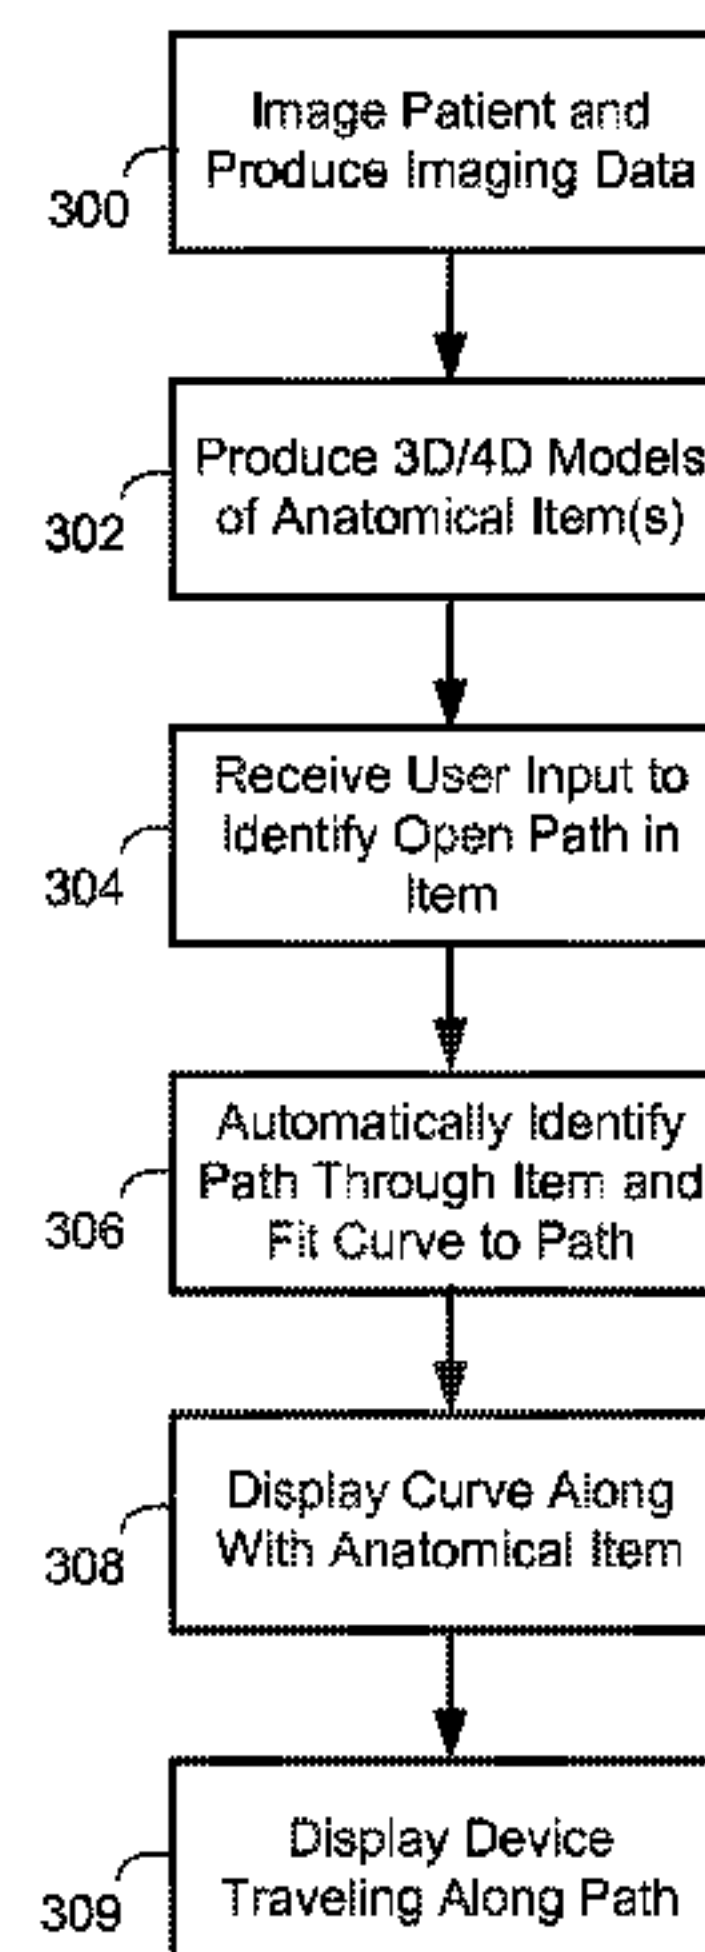 Image Patient and
Produce Imaging Data
300
Produce 3D/4D Models
of Anatomical Item(s)
302
Receive User Input to
Identify Open Path in
Item
304
Automatically Identify
Path Through Item and
Fit Curve to Path
306
Display Curve Along
With Anatomical Item
308
Display Device
Traveling Along Path
309